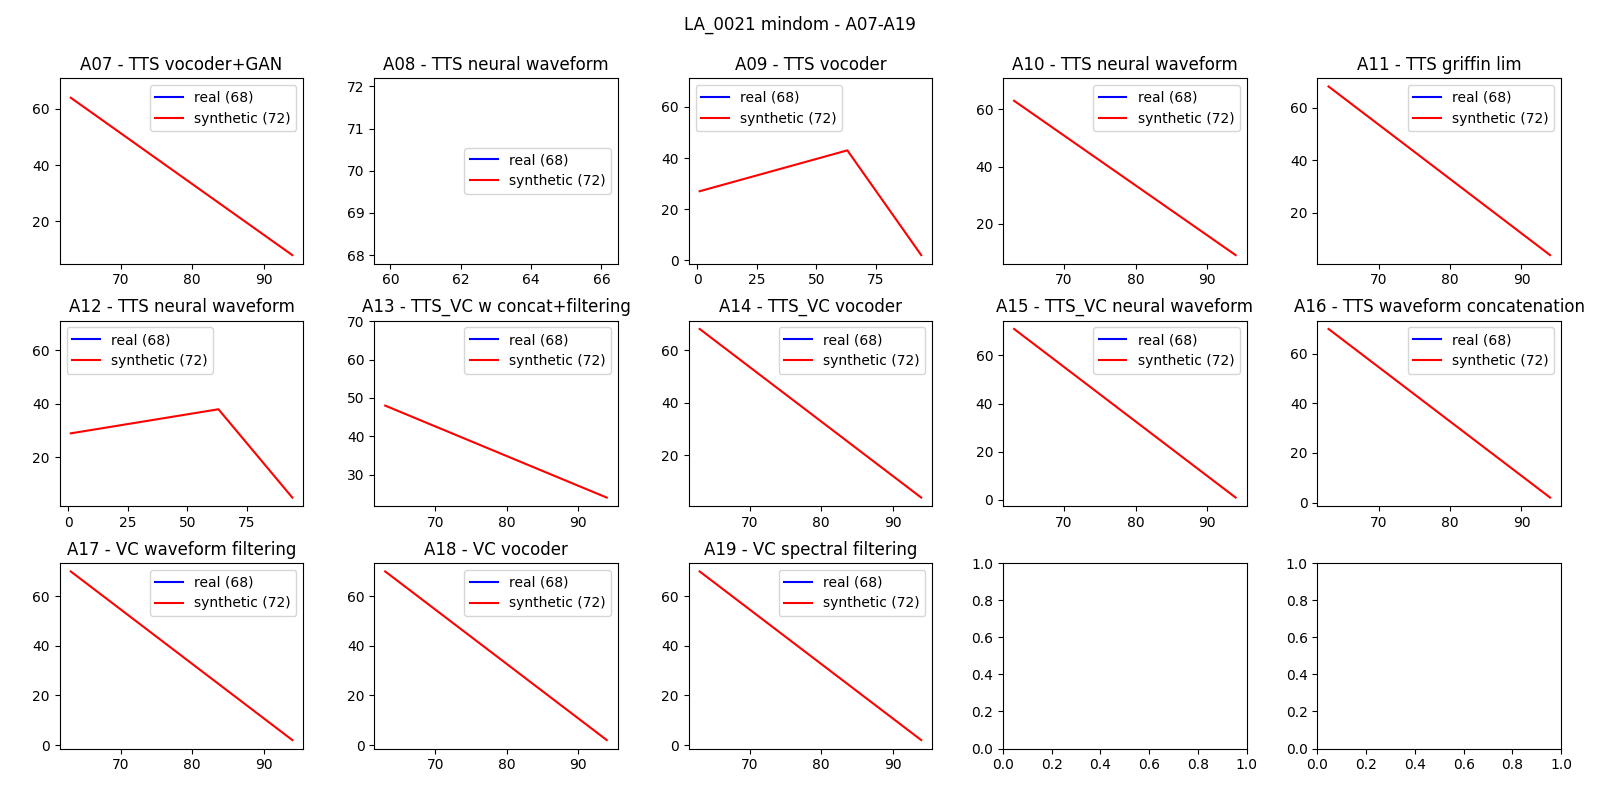 LA_0021 mindom - A07-A19
A07 - TTS vocoder+GAN
real (68)
synthetic (72)
60
40
20
70 80 90
A08 - TTS neural waveform
real (68)
synthetic (72)
72
71
70
69
68
60 62 64 66
A09 - TTS vocoder
real (68)
synthetic (72)
60
40
20
0
0 25 50 75
A10 - TTS neural waveform
real (68)
synthetic (72)
60
40
20
70 80 90
A11 - TTS griffin lim
real (68)
synthetic (72)
60
40
20
70 80 90
A12 - TTS neural waveform
real (68)
synthetic (72)
60
40
20
0 25 50 75
A13 - TTS_VC w concat+filtering
real (68)
synthetic (72)
70
60
50
40
30
70 80 90
A14 - TTS_VC vocoder
real (68)
synthetic (72)
60
40
20
70 80 90
A15 - TTS_VC neural waveform
real (68)
synthetic (72)
60
40
20
0
70 80 90
A16 - TTS waveform concatenation
real (68)
synthetic (72)
60
40
20
0
70 80 90
A17 - VC waveform filtering
real (68)
synthetic (72)
60
40
20
0
70 80 90
A18 - VC vocoder
real (68)
synthetic (72)
60
40
20
0
70 80 90
A19 - VC spectral filtering
real (68)
synthetic (72)
60
40
20
0
70 80 90
1.0
0.8
0.6
0.4
0.2
0.0
0.0 0.2 0.4 0.6 0.8 1.0
1.0
0.8
0.6
0.4
0.2
0.0
0.0 0.2 0.4 0.6 0.8 1.0